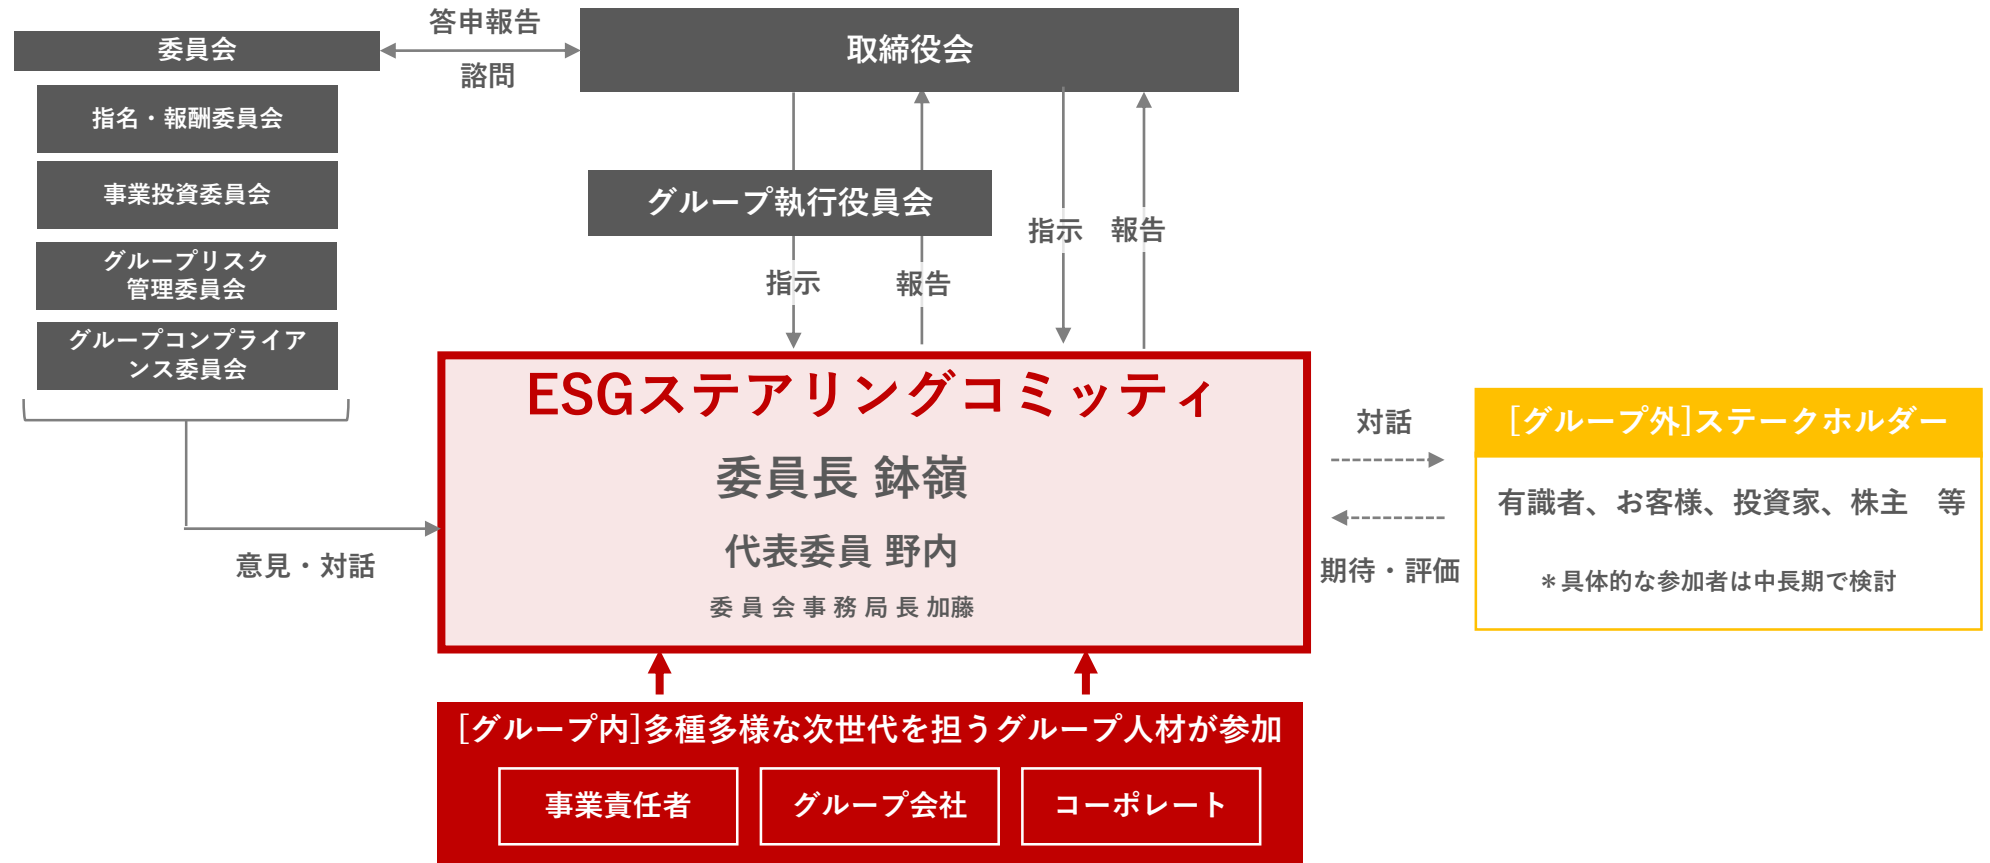 答申報告
諮問
委員会
指名・報酬委員会
事業投資委員会
グループリスク
管理委員会
グループコンプライア
ンス委員会
取締役会
グループ執行役員会
指示
報告
指示
報告
意見・対話
ESGステアリングコミッティ
委員長 鉢嶺
代表委員 野内
委員会事務局長 加藤
対話
期待・評価
[グループ外]ステークホルダー
有識者、お客様、投資家、株主　等
＊具体的な参加者は中長期で検討
[グループ内]多種多様な次世代を担うグループ人材が参加
事業責任者
グループ会社
コーポレート